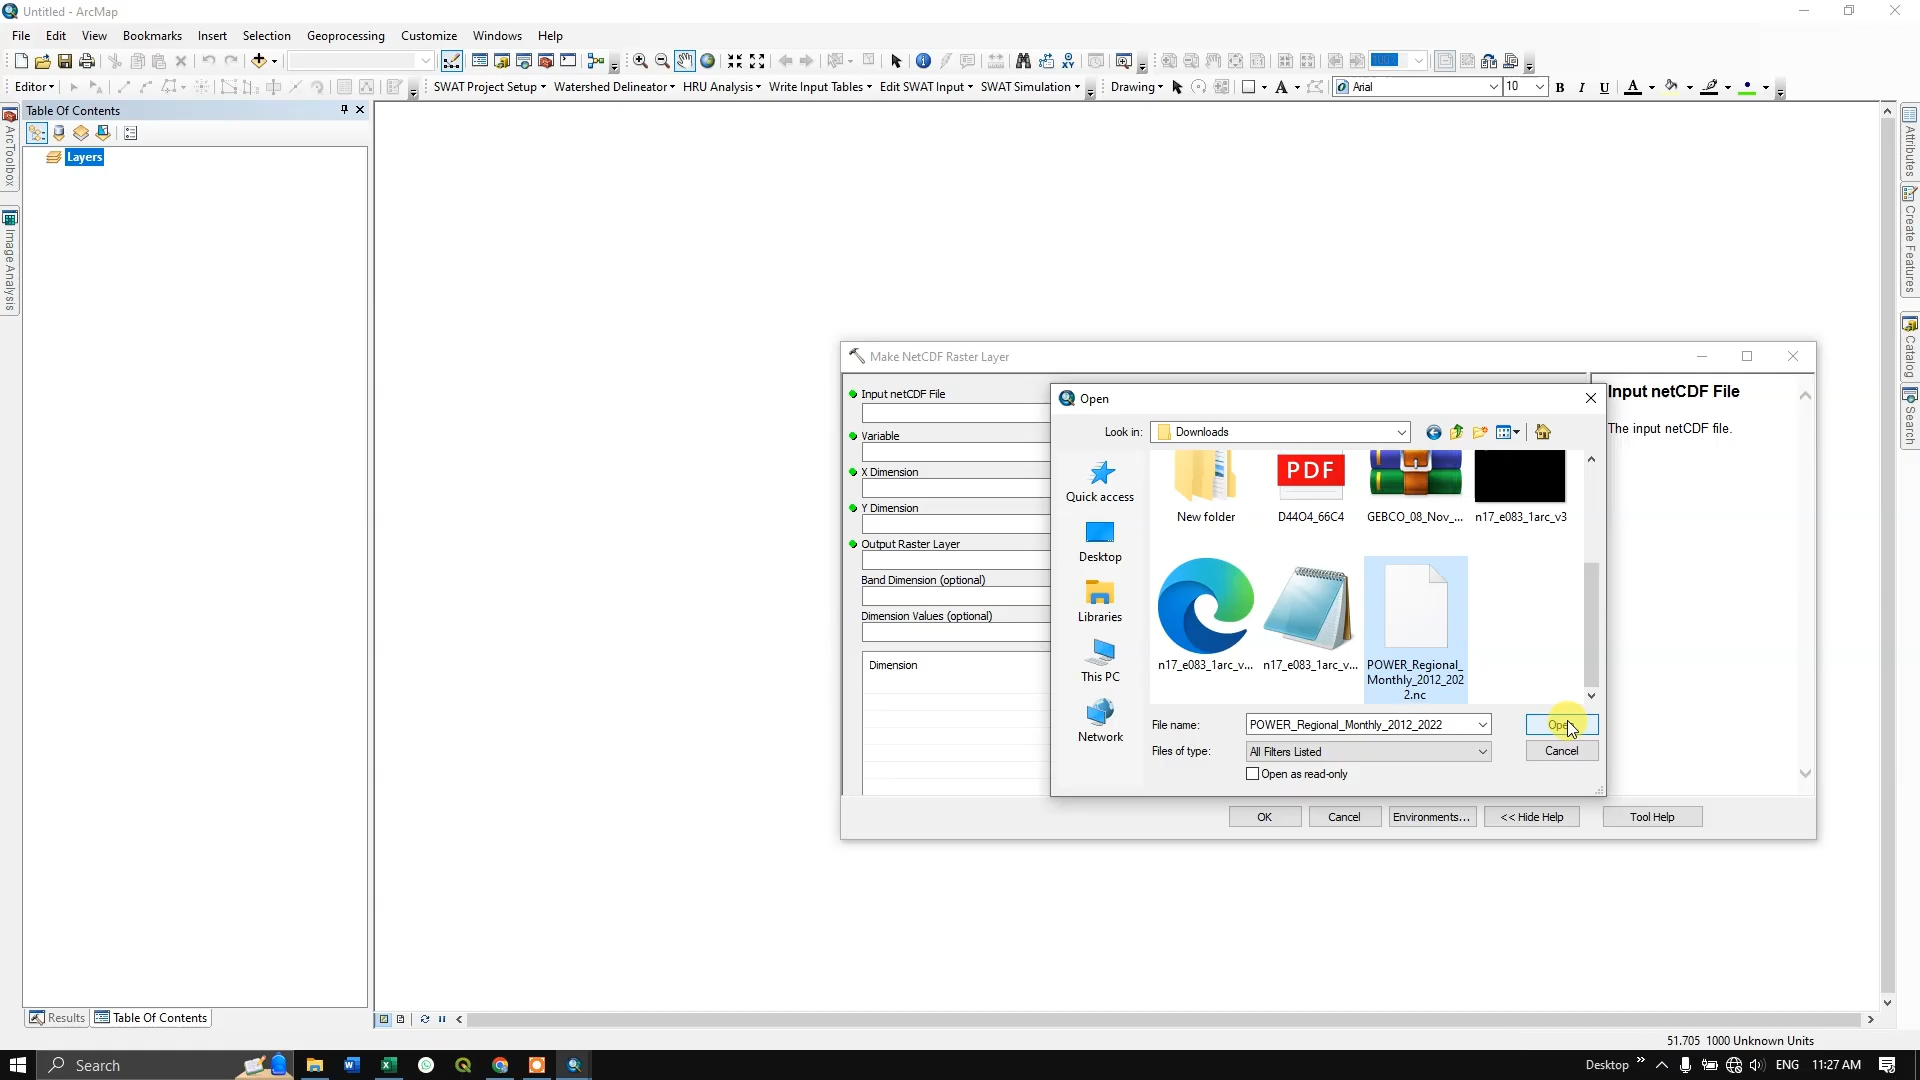 Untitled - ArcMap
File Edit View Bookmarks Insert Selection Geoprocessing Customize Windows Help
100%
Editor SWAT Project Setup Watershed Delineator HRU Analysis Write Input Tables Edit SWAT Input SWAT Simulation Drawing A Arial 10 B I U A
Table Of Contents
Layers
ArcToolbox
Image Analysis
Attributes
Create Features
Catalog
Search
Make NetCDF Raster Layer
Input netCDF File
Variable
X Dimension
Y Dimension
Output Raster Layer
Band Dimension (optional)
Dimension Values (optional)
Dimension
Input netCDF File
The input netCDF file.
Open
Look in: Downloads
Quick access
Desktop
Libraries
This PC
Network
PDF
New folder D44O4_66C4 GEBCO_08_Nov_... n17_e083_1arc_v3
n17_e083_1arc_v... n17_e083_1arc_v... POWER_Regional_
Monthly_2012_202
2.nc
File name: POWER_Regional_Monthly_2012_2022 Open
Files of type: All Filters Listed Cancel
Open as read-only
OK Cancel Environments... << Hide Help Tool Help
Results Table Of Contents
51.705 1000 Unknown Units
Search Desktop ENG 11:27 AM